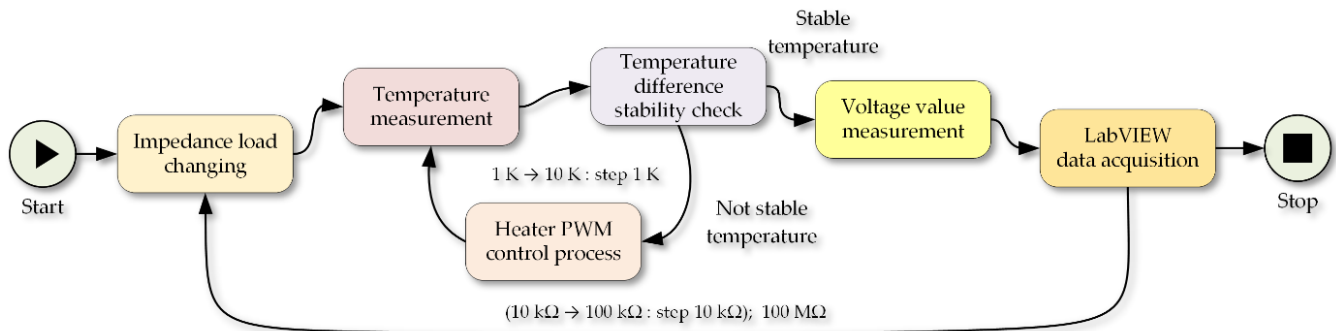 Start
Impedance load
changing
Temperature
measurement
Temperature
difference
stability check
Stable
temperature
1 K → 10 K : step 1 K
Heater PWM
control process
Not stable
temperature
Voltage value
measurement
LabVIEW
data acquisition
Stop
(10 kΩ → 100 kΩ : step 10 kΩ);  100 MΩ